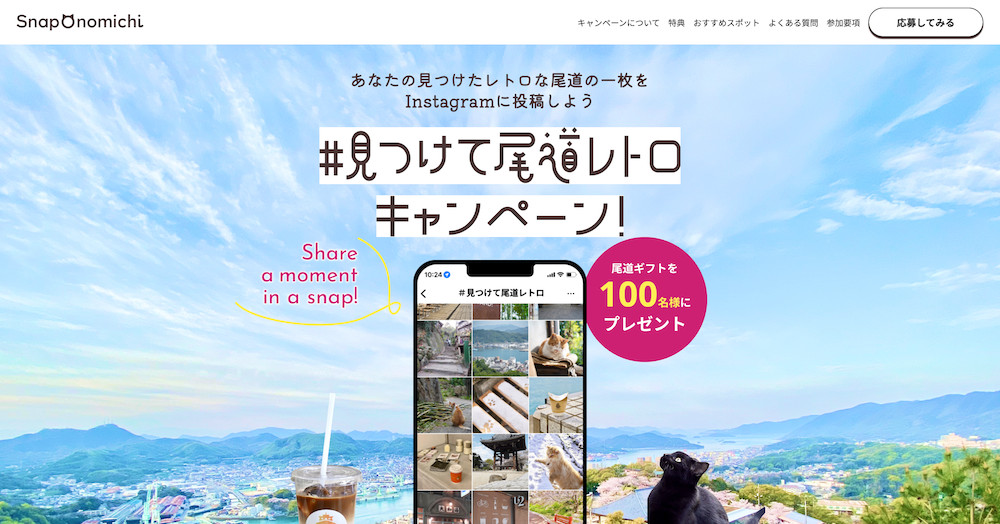 SnapOnomichi
キャンペーンについて 特典 おすすめスポット よくある質問 参加要項 応募してみる
あなたの見つけたレトロな尾道の一枚を
Instagramに投稿しよう
#見つけて尾道レトロ
キャンペーン!
Share
a moment
in a snap!
10:24
#見つけて尾道レトロ
尾道ギフトを
100名様に
プレゼント